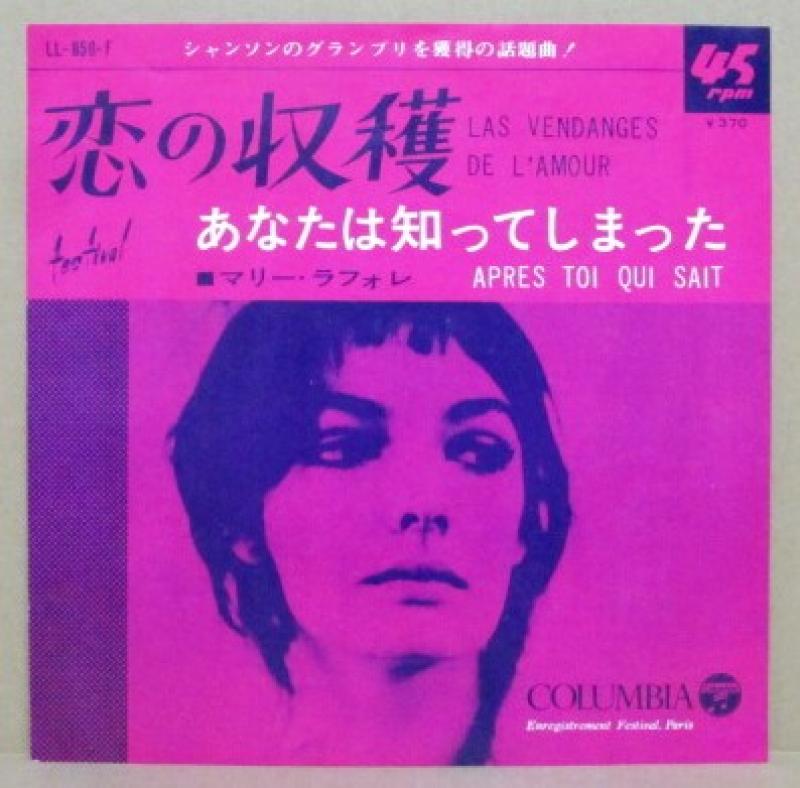 LL-850-F
シャンソンのグランプリを獲得の話題曲!
45
rpm
¥370
恋の収穫
LAS VENDANGES
DE L'AMOUR
あなたは知ってしまった
festival
■マリー・ラフォレ
APRES TOI QUI SAIT
COLUMBIA
Enregistrement Festival, Paris